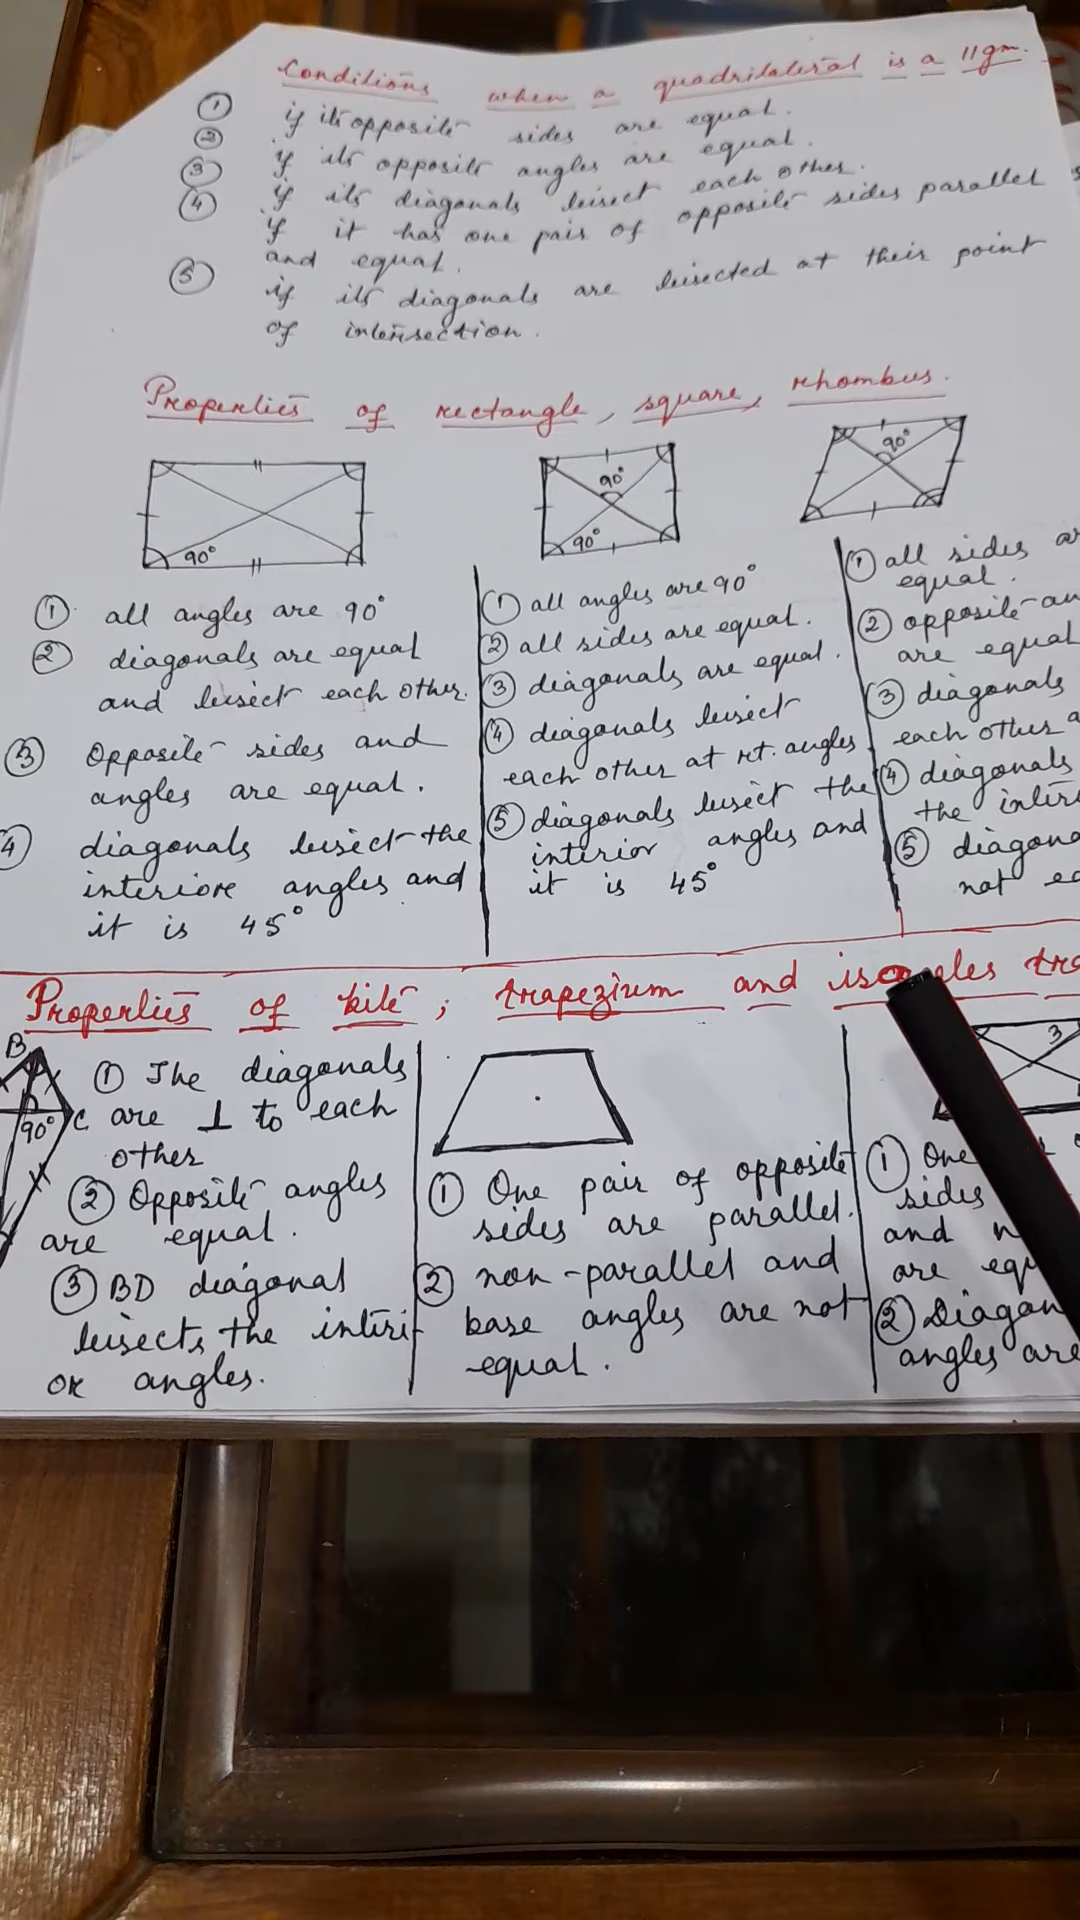 Conditions when a quadrilateral is a 11gm.
① if its opposite sides are equal.
② if its opposite angles are equal.
③ if its diagonals bisect each other.
④ if it has one pair of opposite sides parallel
and equal.
⑤ if its diagonals are bisected at their point
of intersection.
Properties of rectangle, square, rhombus.
90°
① all angles are 90°
② diagonals are equal
and bisect each other.
③ Opposite sides and
angles are equal.
④ diagonals bisect the
interiore angles and
it is 45°
90°
90°
① all angles are 90°
② all sides are equal.
③ diagonals are equal.
④ diagonals bisect
each other at rt. angles
⑤ diagonals bisect the
interior angles and
it is 45°
90°
① all sides
equal.
② opposite
are equal
③ diagonals
each other
④ diagonals
the
⑤
not
Properties of kite, trapezium and
B
C
90°
① The diagonals
are ⊥ to each
other
② Opposite angles
are equal.
③ BD diagonal
bisects the interi-
or angles.
① One pair of opposite
sides are parallel.
② non-parallel and
base angles are not
equal.
3
① One
sides
and
are
②
angles are